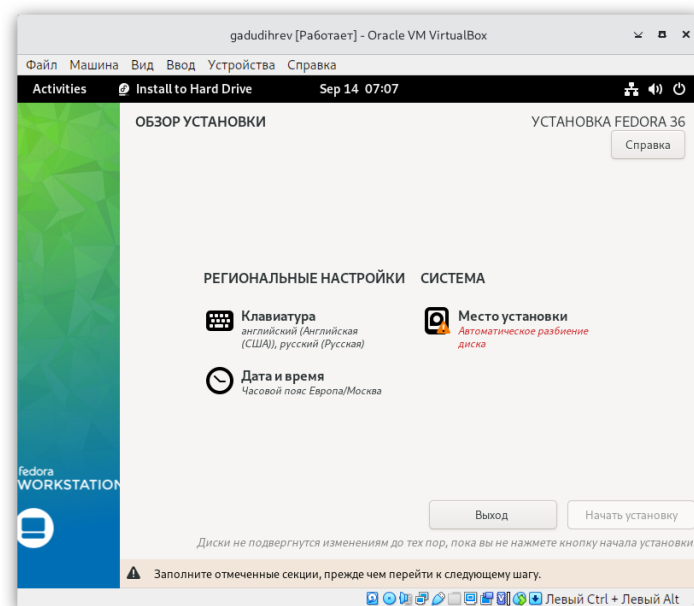 gadudihrev [Работает] - Oracle VM VirtualBox
Файл Машина Вид Ввод Устройства Справка
Activities Install to Hard Drive Sep 14 07:07
ОБЗОР УСТАНОВКИ
УСТАНОВКА FEDORA 36
Справка
РЕГИОНАЛЬНЫЕ НАСТРОЙКИ
Клавиатура
английский (Английская
(США)), русский (Русская)
Дата и время
Часовой пояс Европа/Москва
СИСТЕМА
Место установки
Автоматическое разбиение
диска
fedora
WORKSTATION
Выход
Начать установку
Диски не подвергнутся изменениям до тех пор, пока вы не нажмете кнопку начала установки
Заполните отмеченные секции, прежде чем перейти к следующему шагу.
Левый Ctrl + Левый Alt